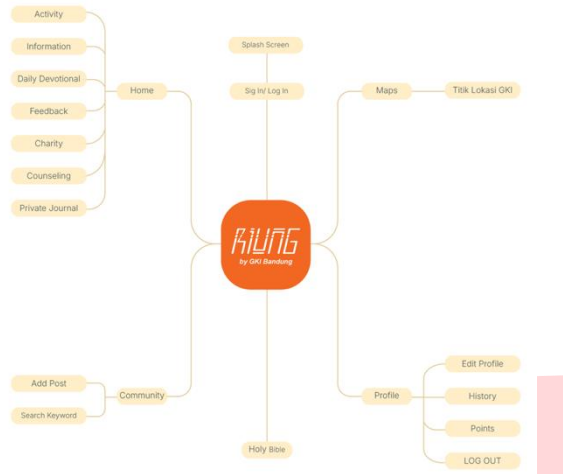 Activity
Information
Daily Devotional
Feedback
Charity
Counseling
Private Journal
Home
Splash Screen
Sig In/ Log In
Maps
Titik Lokasi GKI
RIUNG
by GKI Bandung
Add Post
Search Keyword
Community
Holy Bible
Profile
Edit Profile
History
Points
LOG OUT